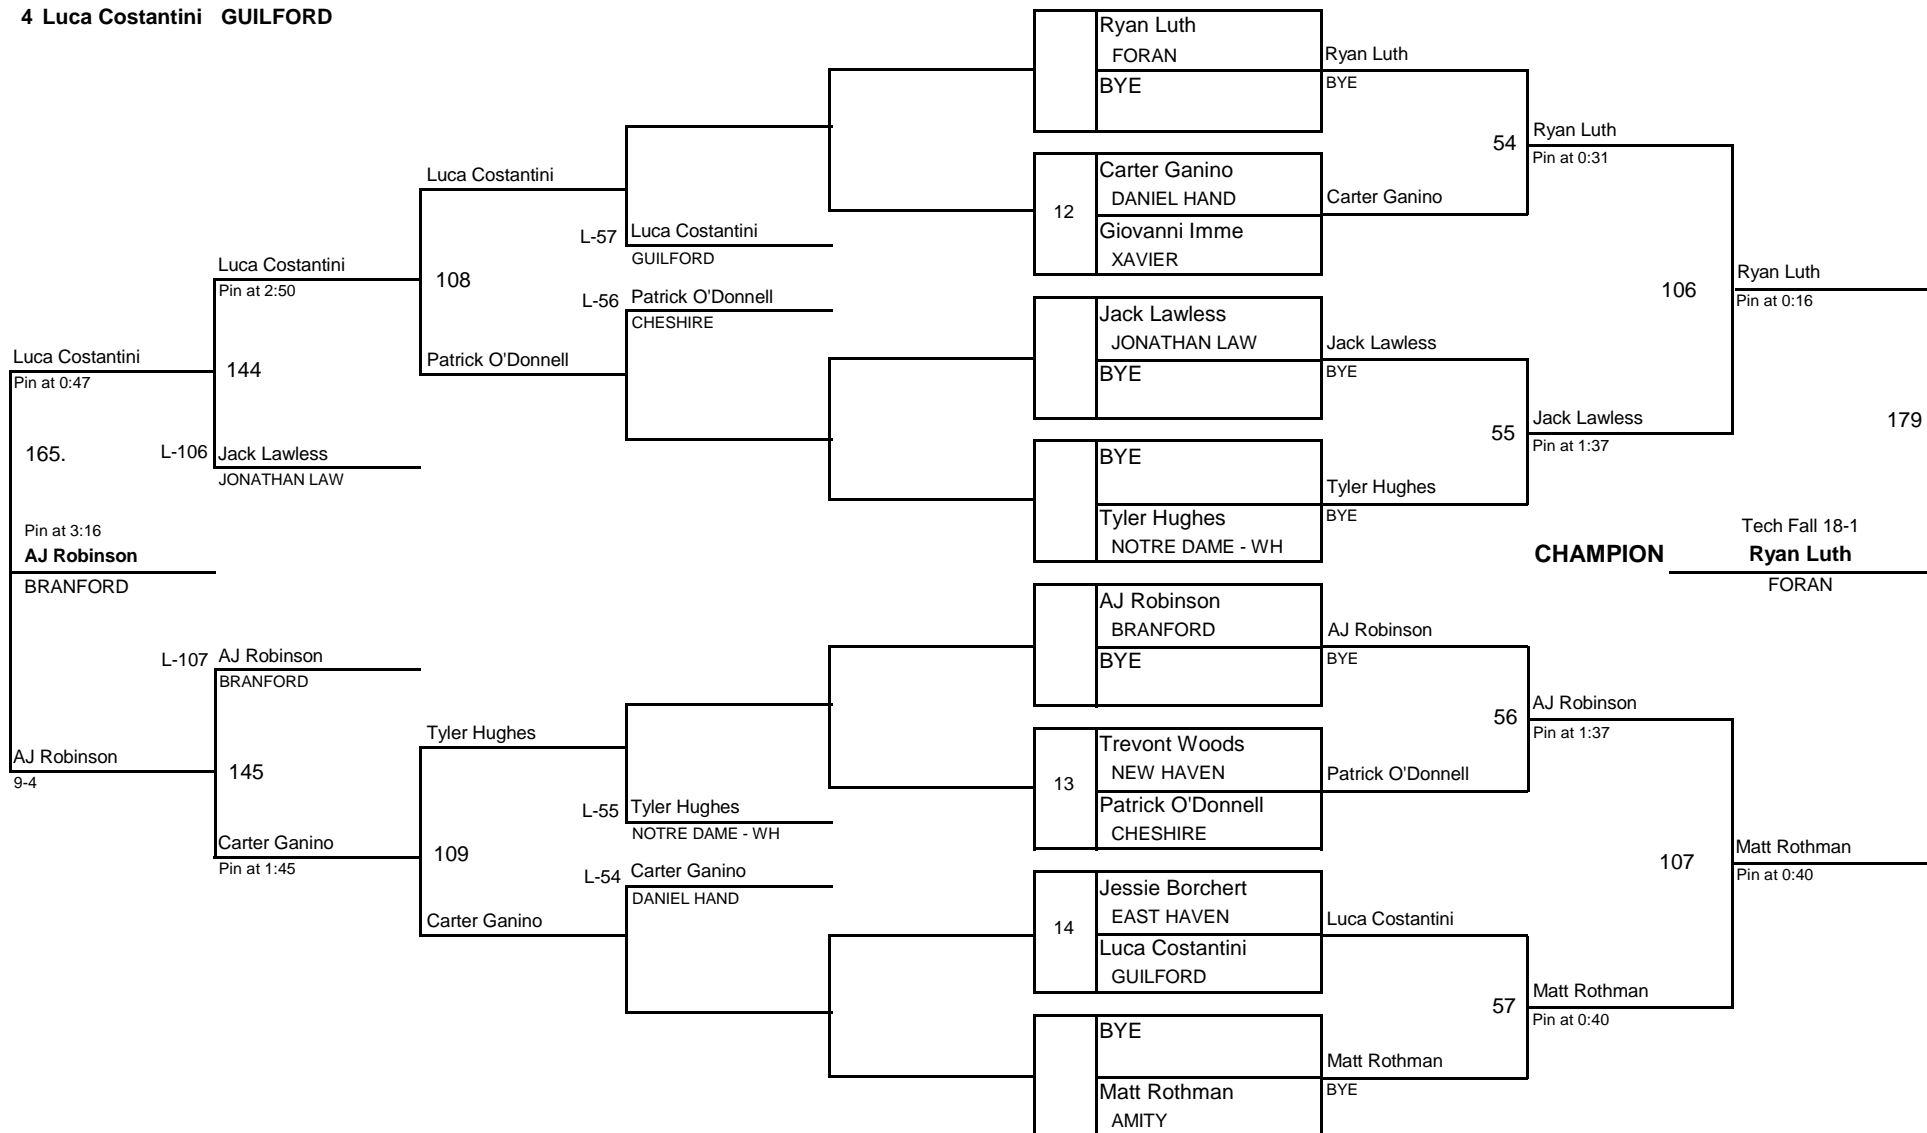 4 Luca Costantini GUILFORD
Ryan Luth
FORAN
BYE
Ryan Luth
BYE
54
Ryan Luth
Pin at 0:31
12
Carter Ganino
DANIEL HAND
Giovanni Imme
XAVIER
Carter Ganino
Luca Costantini
L-57
Luca Costantini
GUILFORD
108
L-56
Patrick O'Donnell
CHESHIRE
Patrick O'Donnell
Luca Costantini
Pin at 2:50
144
L-106
Jack Lawless
JONATHAN LAW
Luca Costantini
Pin at 0:47
165.
Pin at 3:16
AJ Robinson
BRANFORD
Jack Lawless
JONATHAN LAW
BYE
Jack Lawless
BYE
55
Jack Lawless
Pin at 1:37
BYE
Tyler Hughes
NOTRE DAME - WH
Tyler Hughes
BYE
106
Ryan Luth
Pin at 0:16
179
Tech Fall 18-1
CHAMPION
Ryan Luth
FORAN
L-107
AJ Robinson
BRANFORD
145
AJ Robinson
9-4
Carter Ganino
Pin at 1:45
Tyler Hughes
109
L-55
Tyler Hughes
NOTRE DAME - WH
L-54
Carter Ganino
DANIEL HAND
Carter Ganino
AJ Robinson
BRANFORD
BYE
AJ Robinson
BYE
56
AJ Robinson
Pin at 1:37
13
Trevont Woods
NEW HAVEN
Patrick O'Donnell
CHESHIRE
Patrick O'Donnell
107
Matt Rothman
Pin at 0:40
14
Jessie Borchert
EAST HAVEN
Luca Costantini
GUILFORD
Luca Costantini
57
Matt Rothman
Pin at 0:40
BYE
Matt Rothman
AMITY
Matt Rothman
BYE